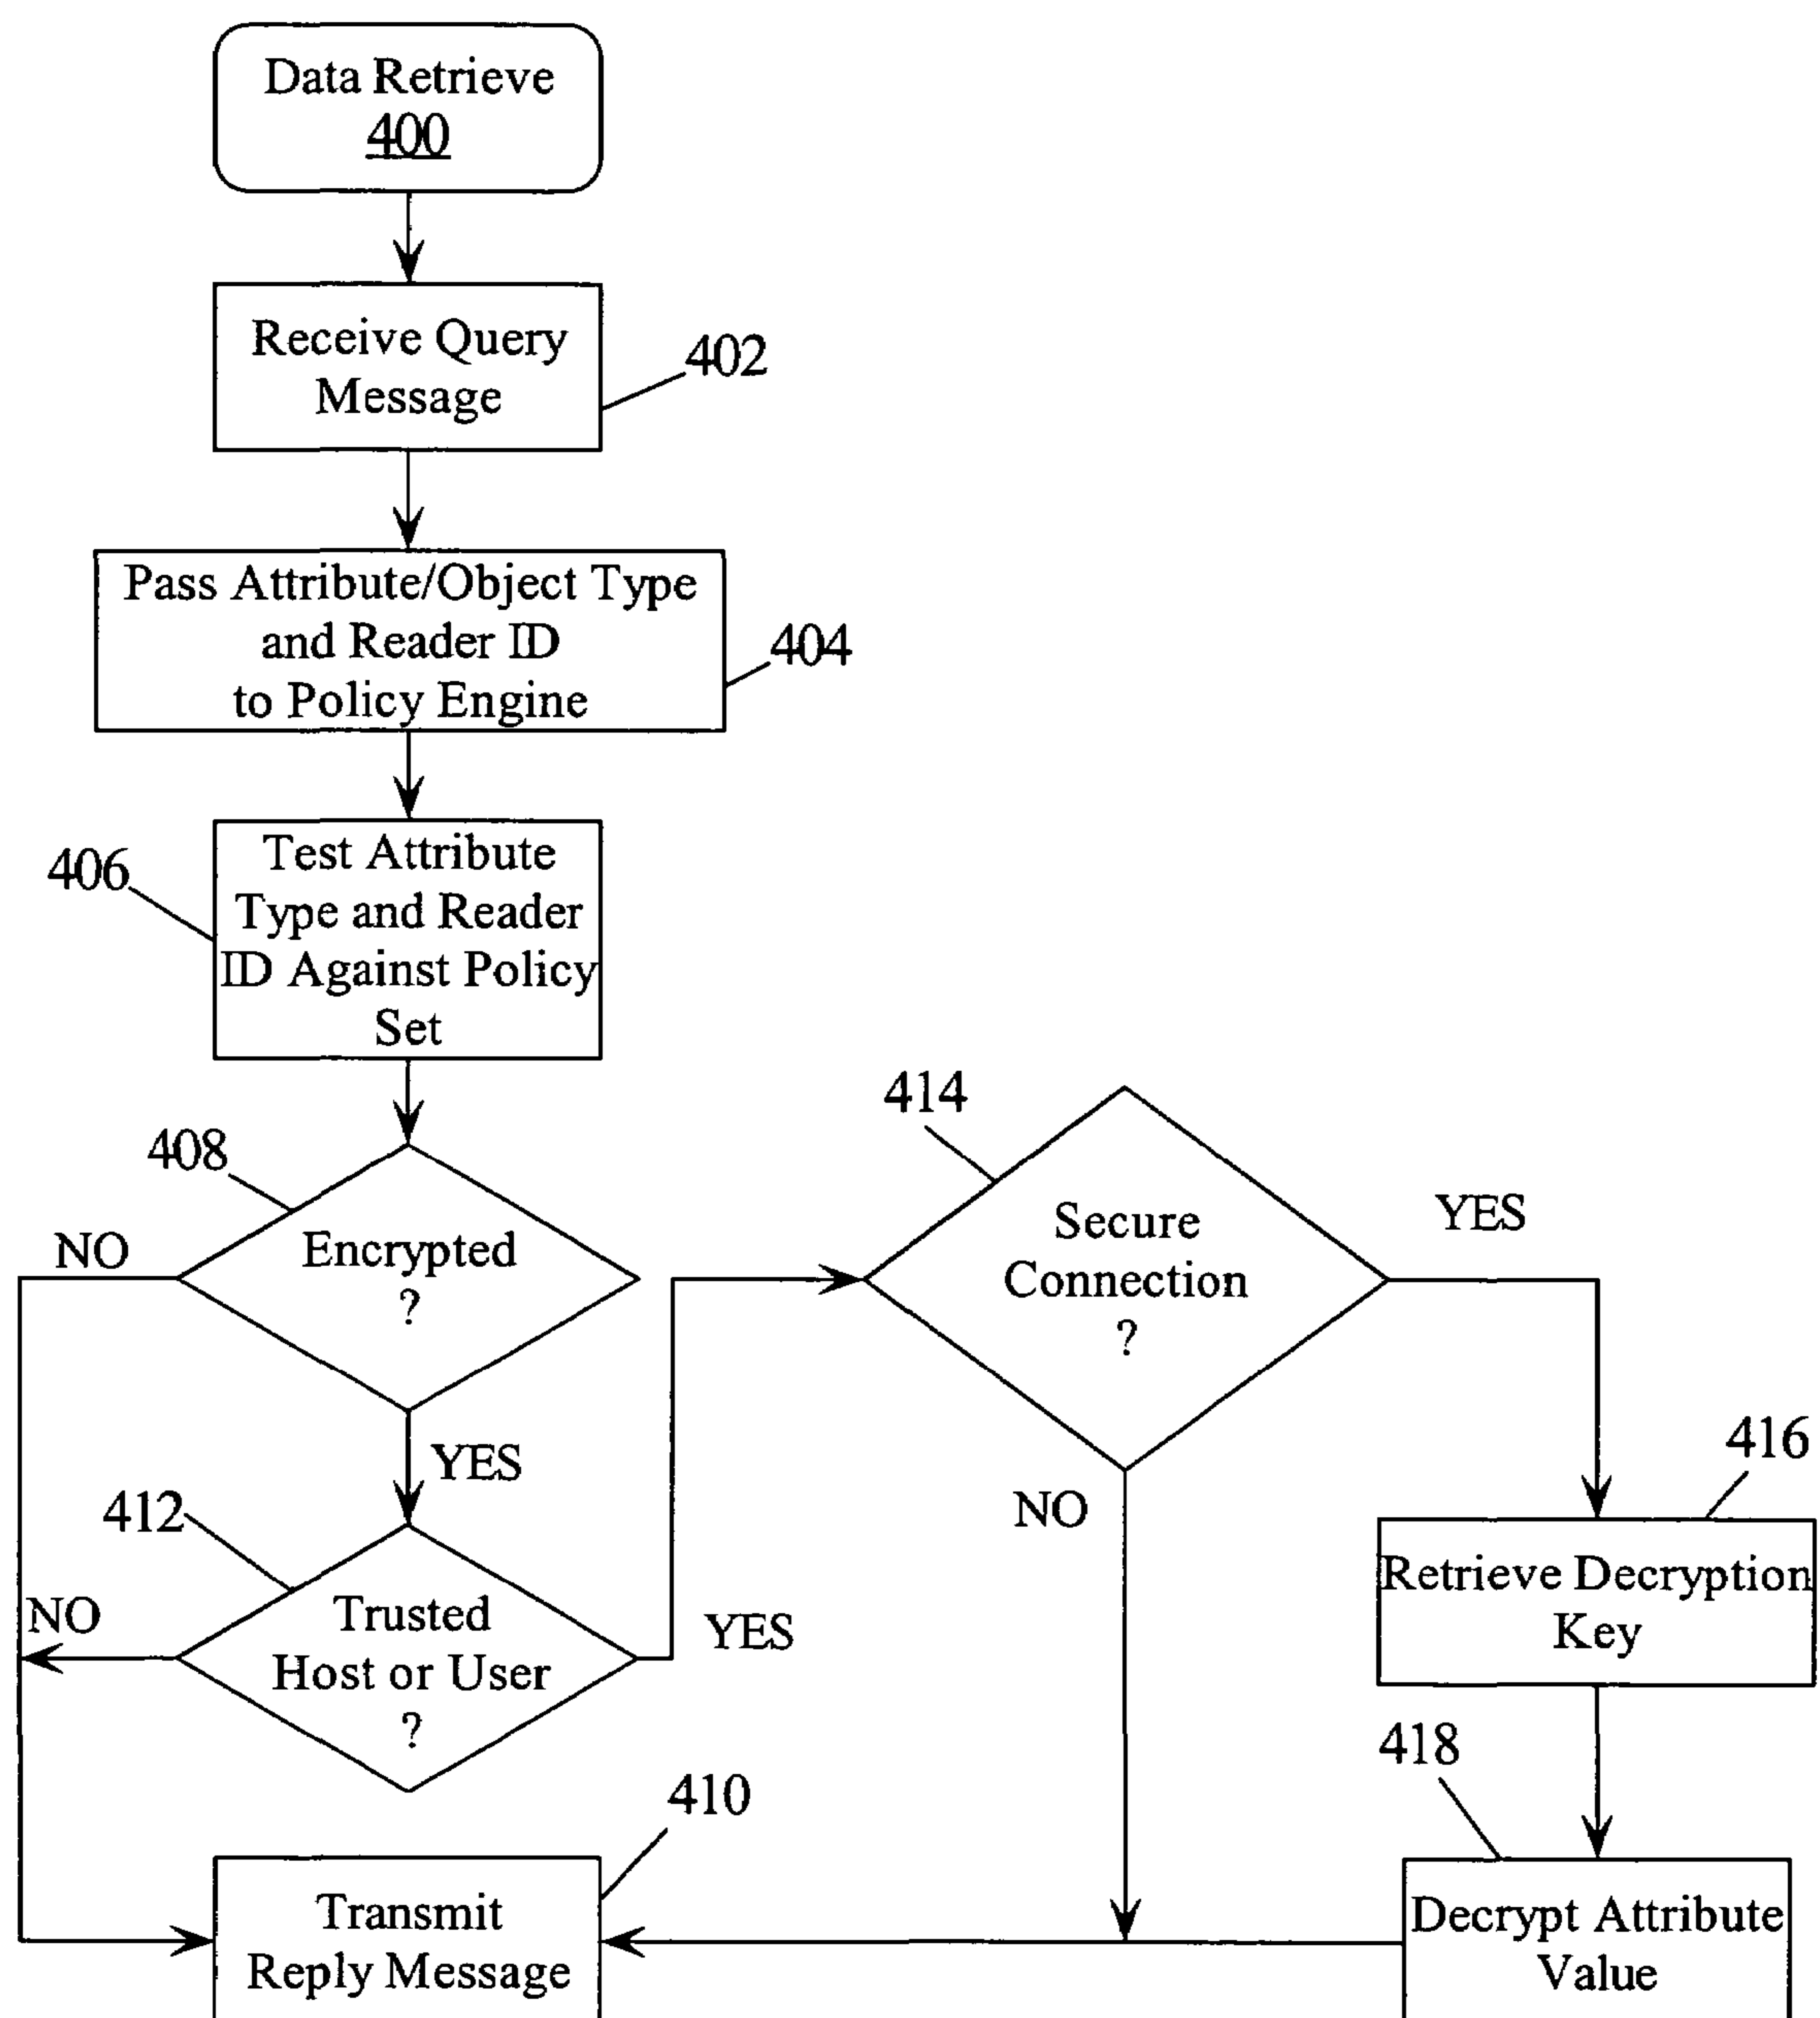 Data Retrieve
400
Receive Query
Message
402
Pass Attribute/Object Type
and Reader ID
to Policy Engine
404
406
Test Attribute
Type and Reader
ID Against Policy
Set
408
NO
Encrypted
?
YES
414
Secure
Connection
?
YES
NO
412
NO
Trusted
Host or User
?
YES
416
Retrieve Decryption
Key
418
Decrypt Attribute
Value
410
Transmit
Reply Message